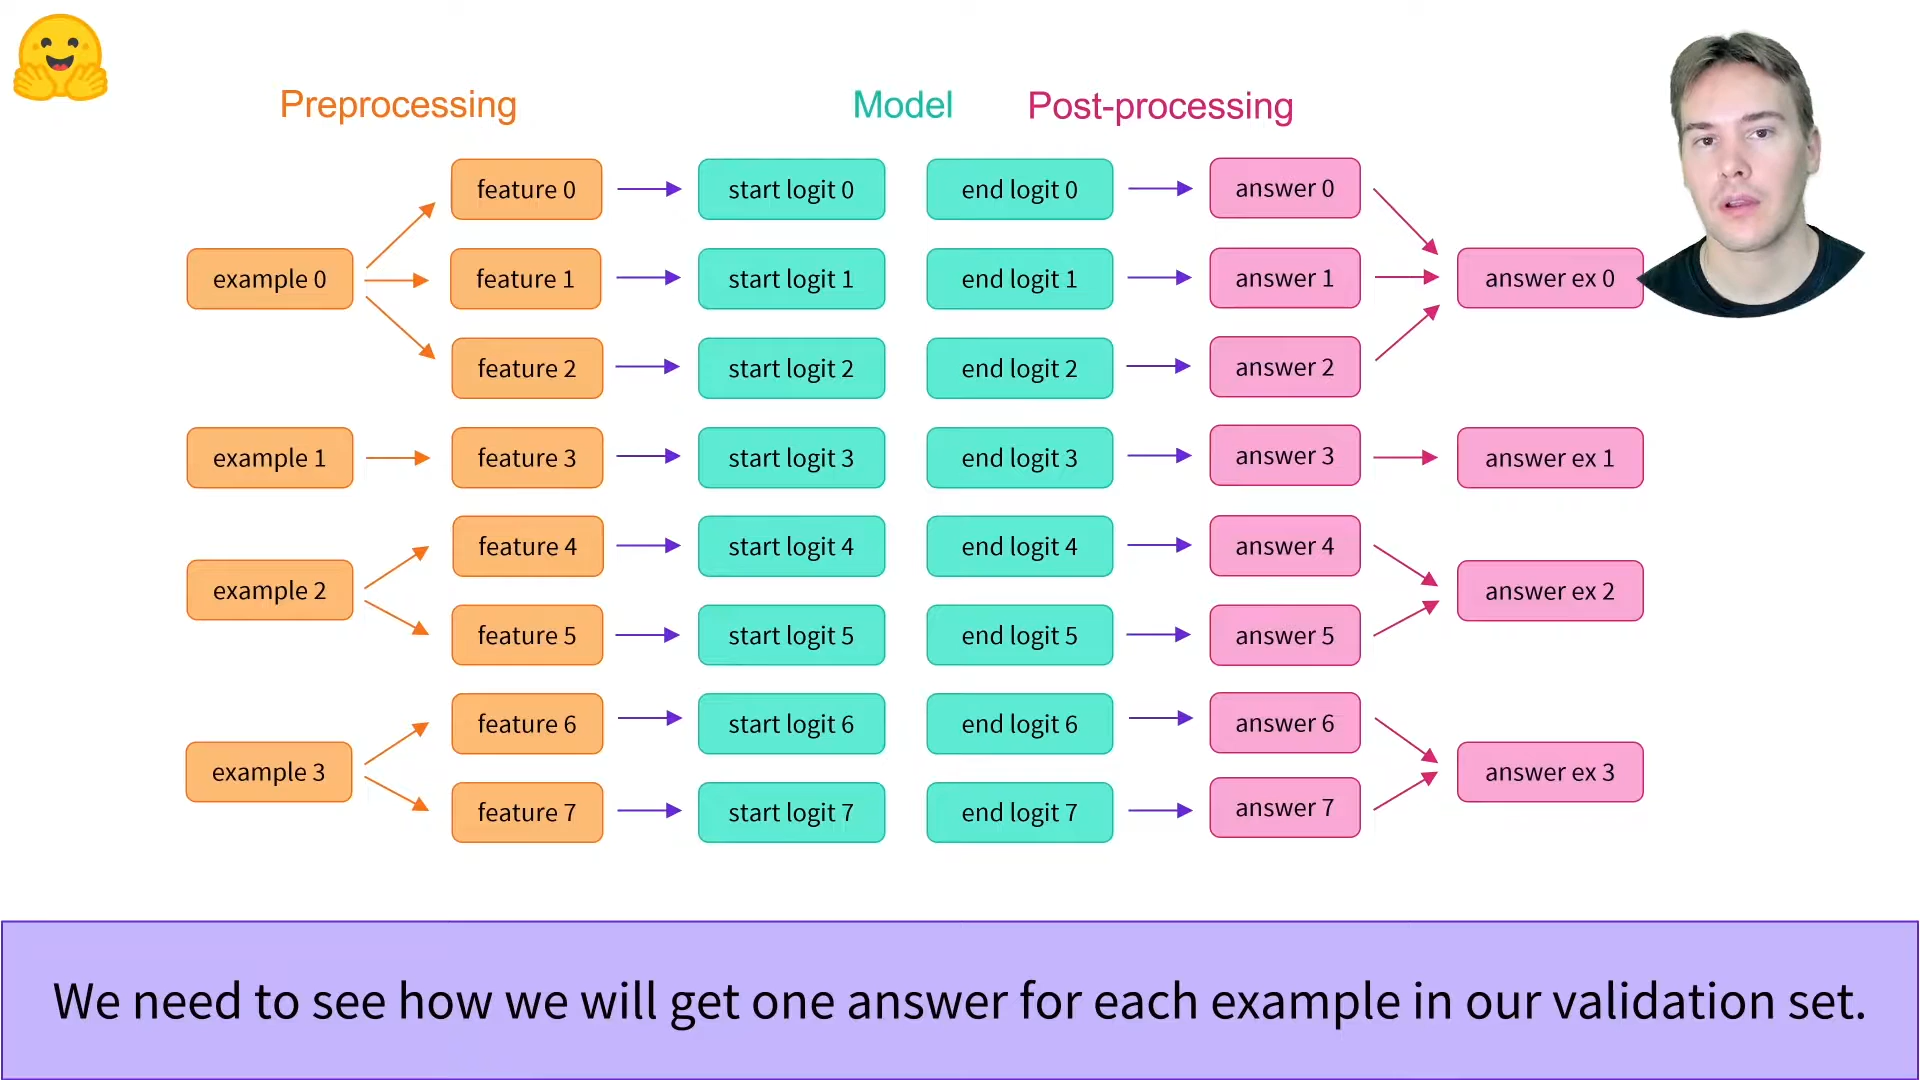 Preprocessing
Model
Post-processing
example 0
feature 0
start logit 0
end logit 0
answer 0
feature 1
start logit 1
end logit 1
answer 1
answer ex 0
feature 2
start logit 2
end logit 2
answer 2
example 1
feature 3
start logit 3
end logit 3
answer 3
answer ex 1
example 2
feature 4
start logit 4
end logit 4
answer 4
answer ex 2
feature 5
start logit 5
end logit 5
answer 5
example 3
feature 6
start logit 6
end logit 6
answer 6
answer ex 3
feature 7
start logit 7
end logit 7
answer 7
We need to see how we will get one answer for each example in our validation set.